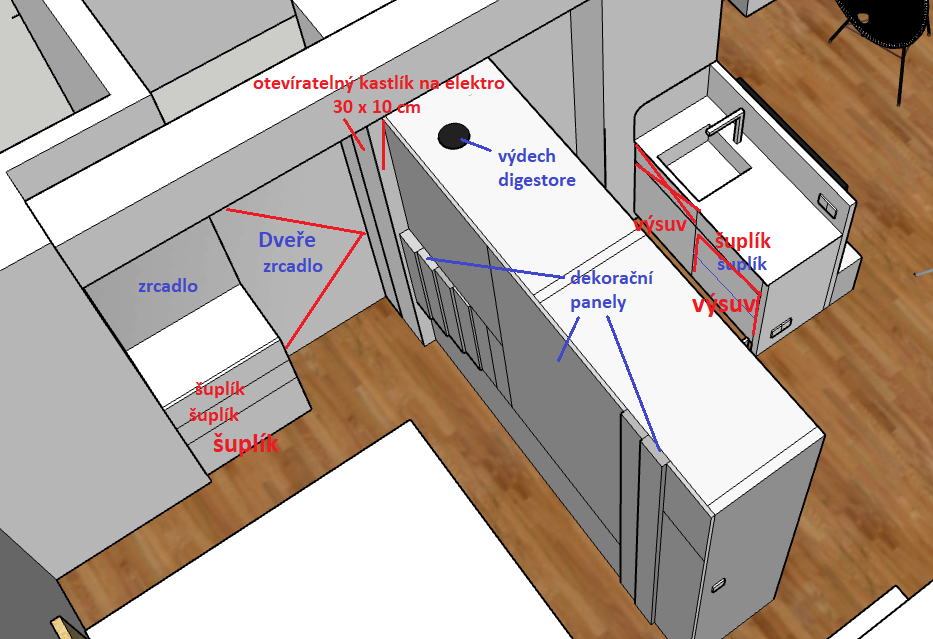 otevíratelný kastlík na elektro
30 x 10 cm
výdech
digestore
Dveře
zrcadlo
zrcadlo
výsuv
šuplík
šuplík
výsuv
dekorační
panely
šuplík
šuplík
šuplík